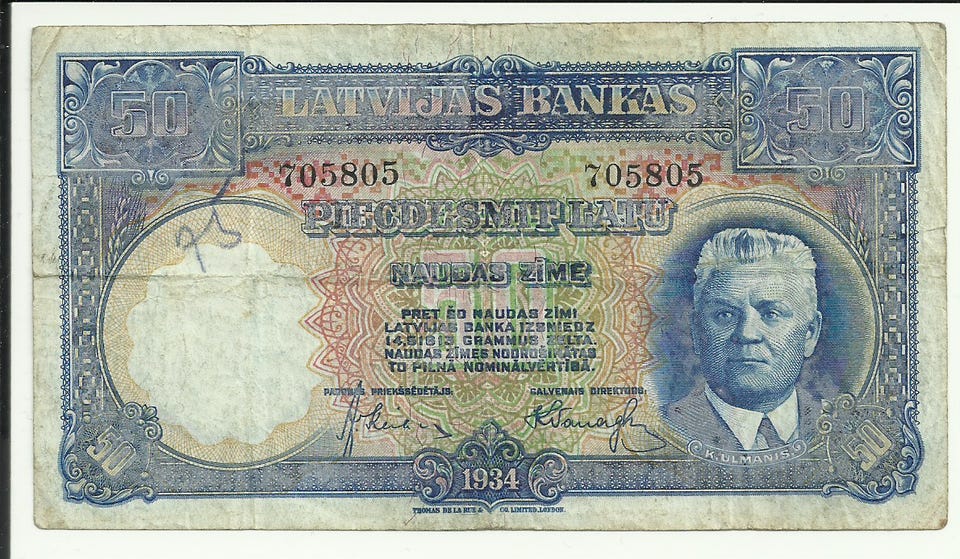 50 LATVIJAS BANKAS 50
705805 705805
PIECDESMIT LATU
NAUDAS ZĪME
50
PRET ŠO NAUDAS ZĪMI
LATVIJAS BANKA IZSNIEDZ
14,51613 GRAMMUS ZELTA.
NAUDAS ZĪMES NODROŠINĀTAS
TO PILNĀ NOMINĀLVĒRTĪBĀ.
PADOMES PRIEKŠSĒDĒTĀJS: GALVENAIS DIREKTORS:
K. ULMANIS.
50 1934 50
THOMAS DE LA RUE & CO. LIMITED. LONDON.